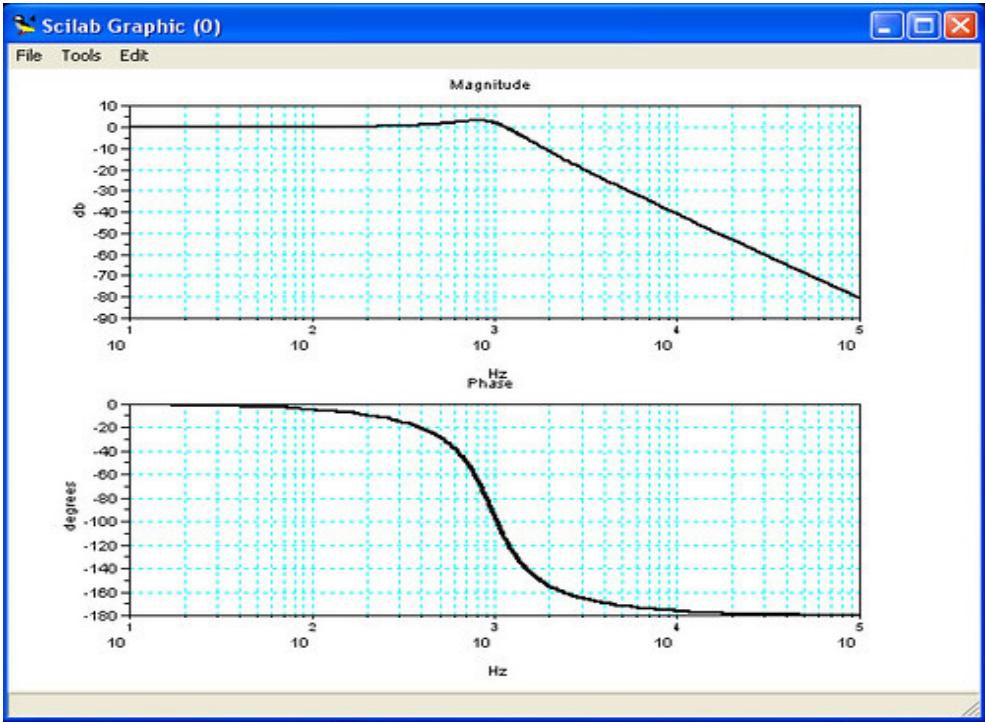 Scilab Graphic (0)
File Tools Edit
Magnitude
10
0
-10
-20
-30
-40
-50
-60
-70
-80
-90
db
1 2 3 4 5
10 10 10 10 10
Hz
Phase
0
-20
-40
-60
-80
-100
-120
-140
-160
-180
degrees
1 2 3 4 5
10 10 10 10 10
Hz